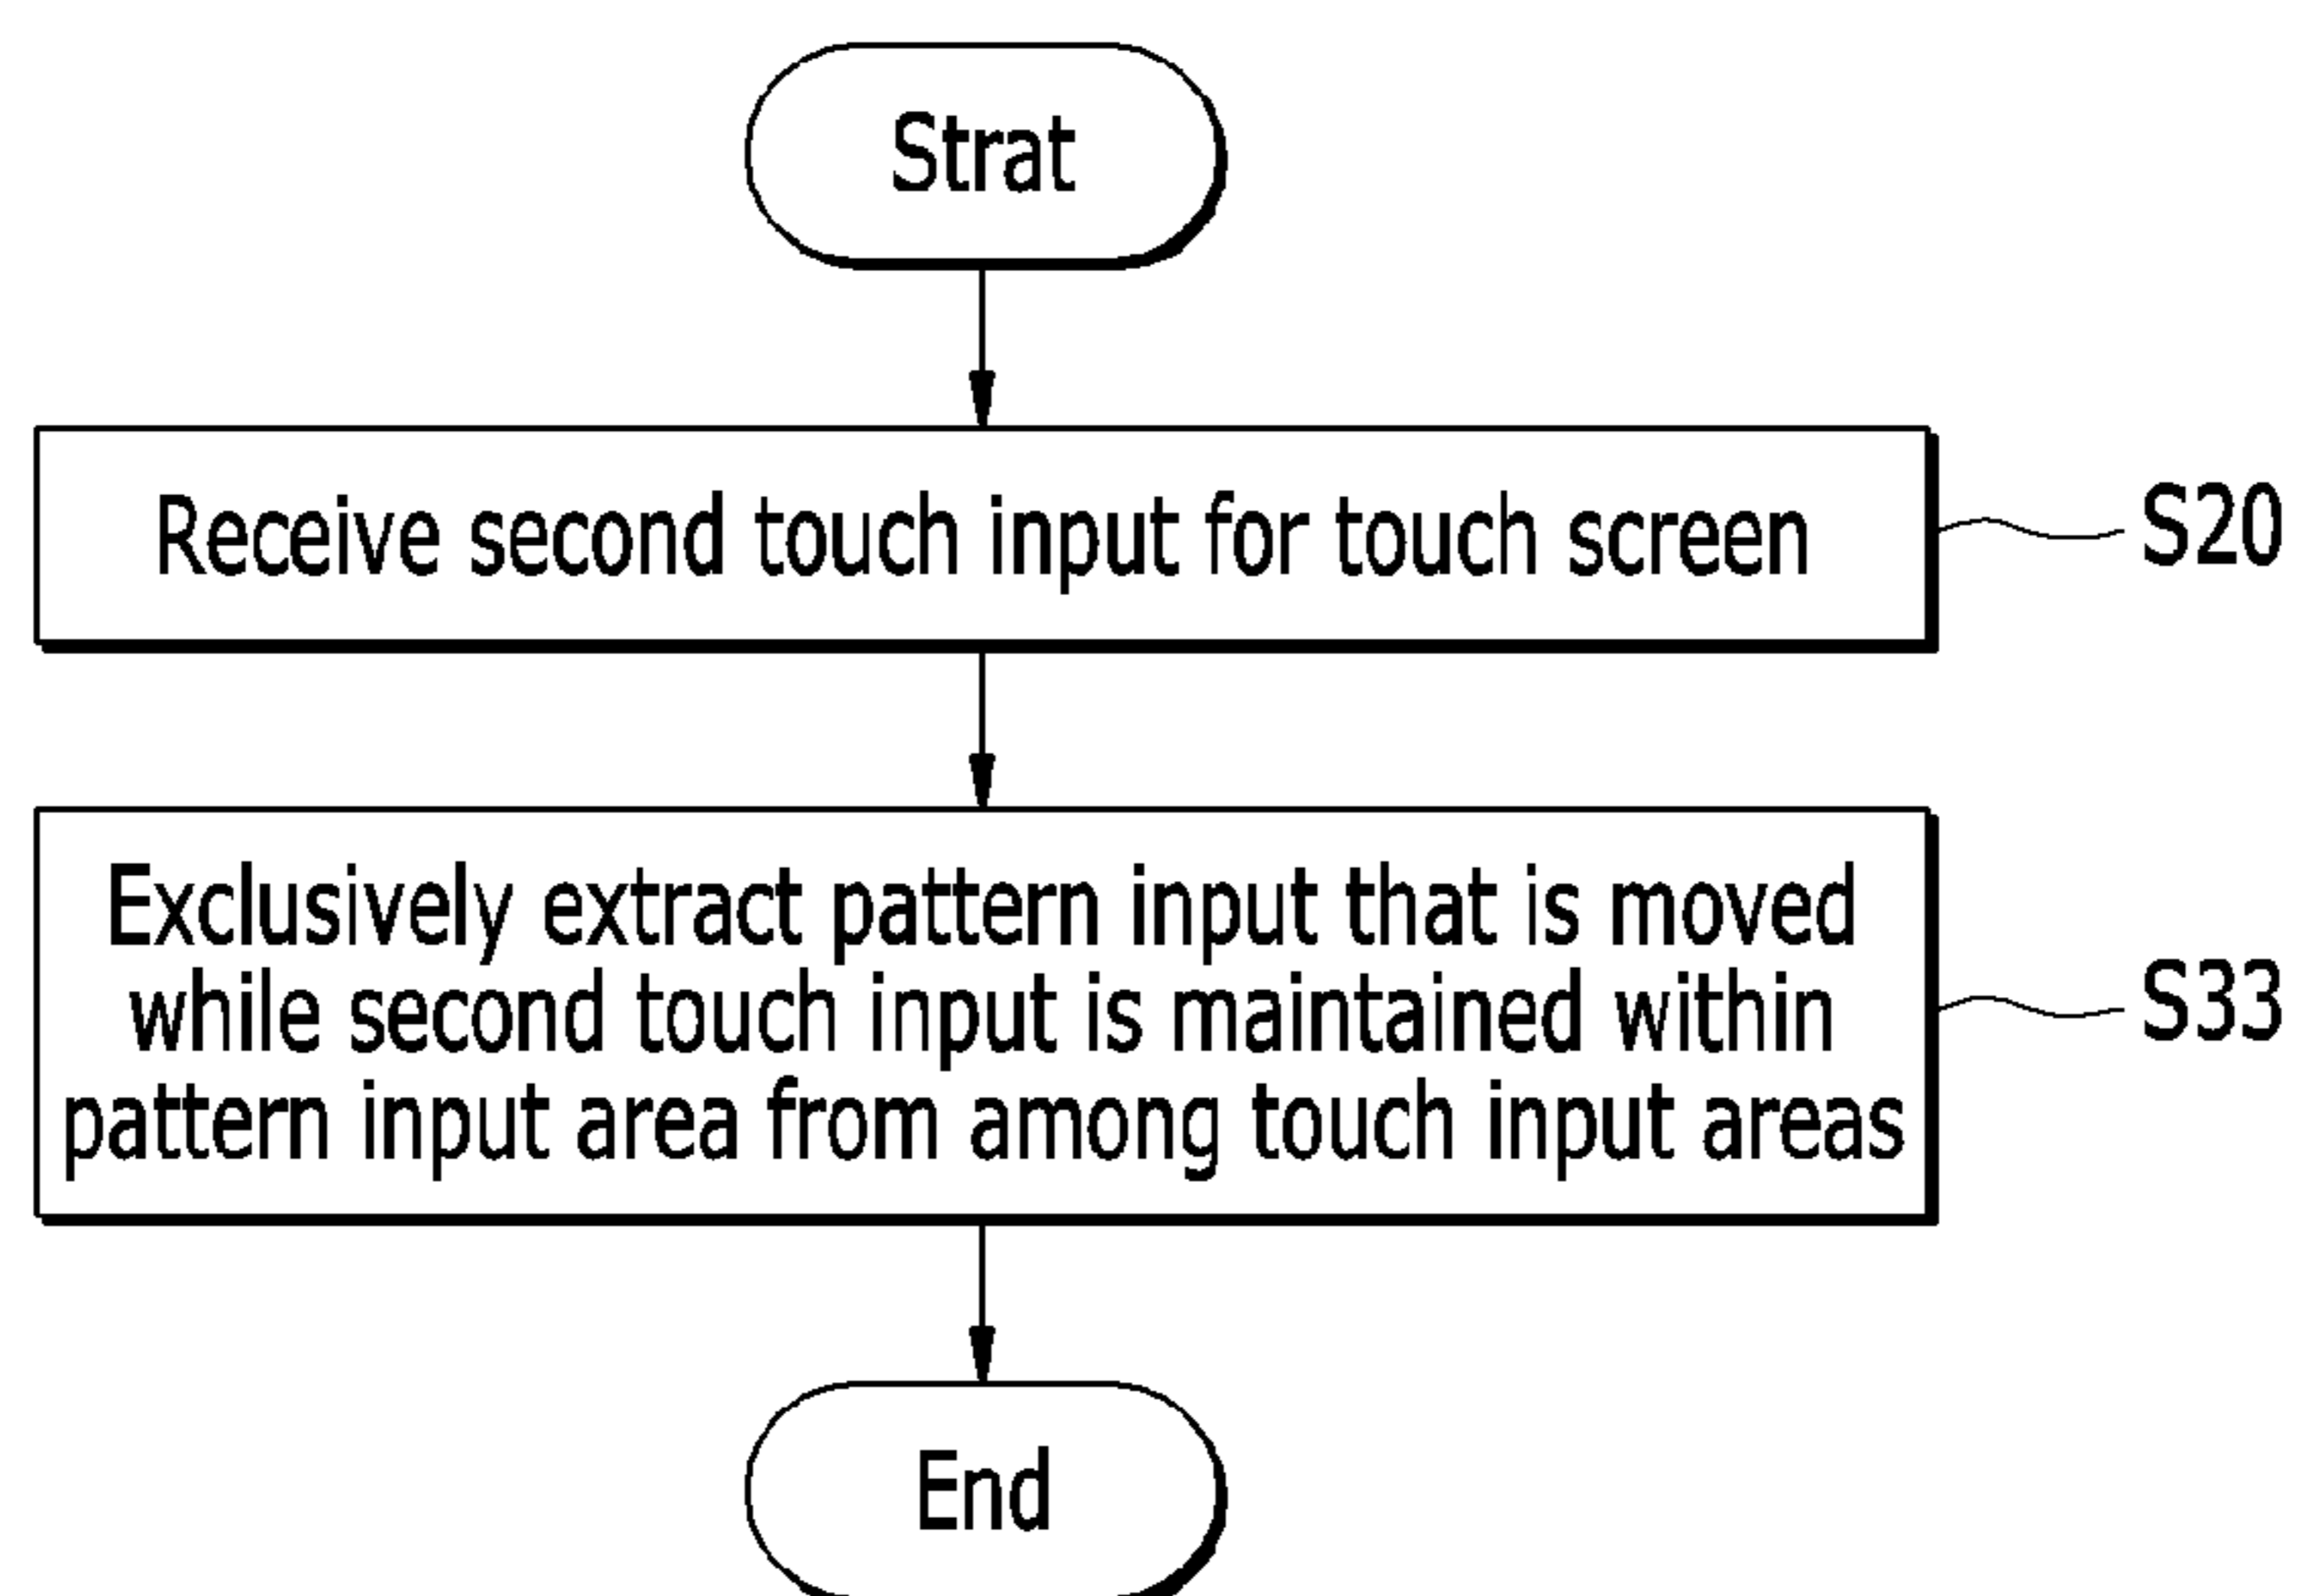 Strat
Receive second touch input for touch screen
S20
Exclusively extract pattern input that is moved
while second touch input is maintained within
pattern input area from among touch input areas
S33
End